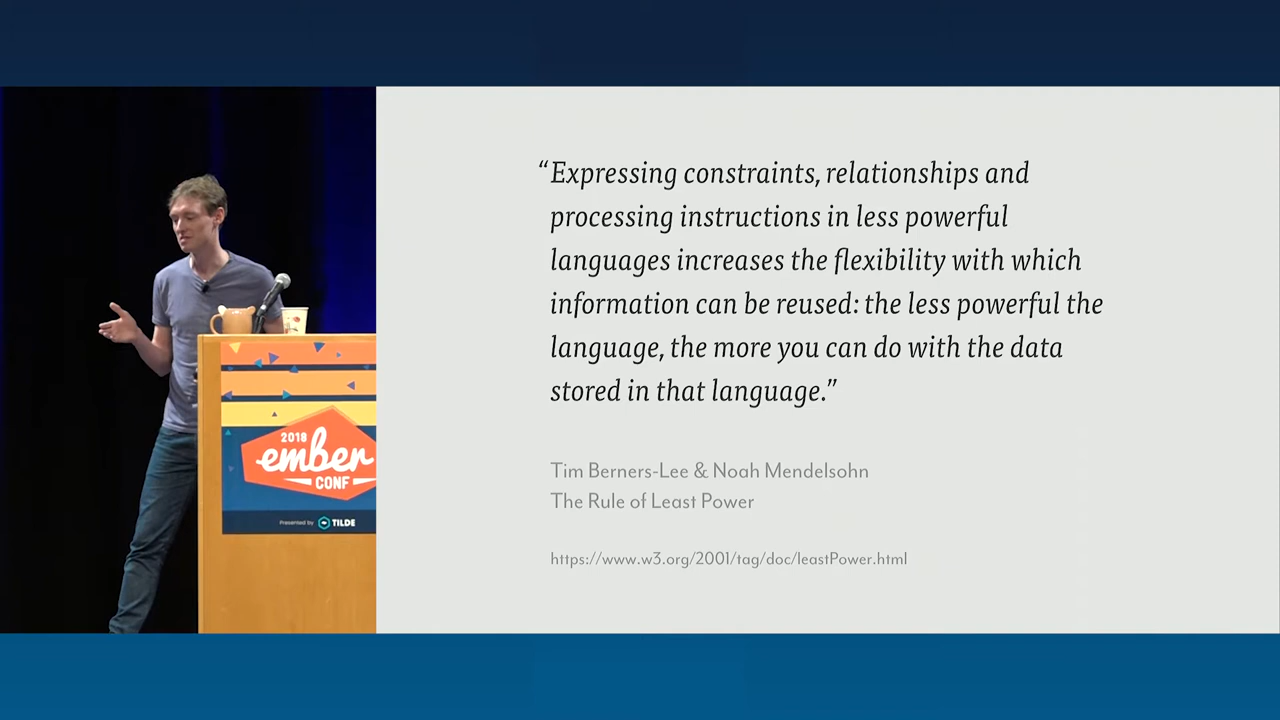 “Expressing constraints, relationships and
processing instructions in less powerful
languages increases the flexibility with which
information can be reused: the less powerful the
language, the more you can do with the data
stored in that language.”
Tim Berners-Lee & Noah Mendelsohn
The Rule of Least Power
https://www.w3.org/2001/tag/doc/leastPower.html
2018
ember
CONF
Presented by TILDE